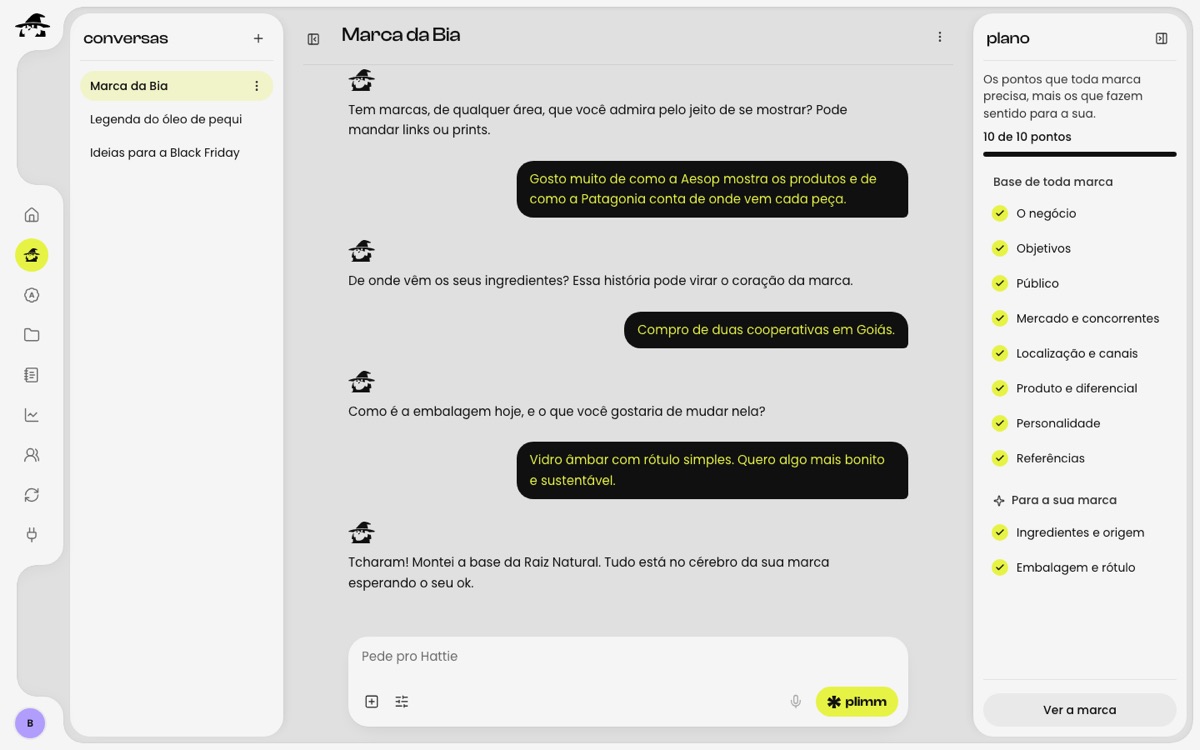 conversas
Marca da Bia
Legenda do óleo de pequi
Ideias para a Black Friday
B
Marca da Bia
Tem marcas, de qualquer área, que você admira pelo jeito de se mostrar? Pode
mandar links ou prints.
Gosto muito de como a Aesop mostra os produtos e de
como a Patagonia conta de onde vem cada peça.
De onde vêm os seus ingredientes? Essa história pode virar o coração da marca.
Compro de duas cooperativas em Goiás.
Como é a embalagem hoje, e o que você gostaria de mudar nela?
Vidro âmbar com rótulo simples. Quero algo mais bonito
e sustentável.
Tcharam! Montei a base da Raiz Natural. Tudo está no cérebro da sua marca
esperando o seu ok.
Pede pro Hattie
plimm
plano
Os pontos que toda marca
precisa, mais os que fazem
sentido para a sua.
10 de 10 pontos
Base de toda marca
O negócio
Objetivos
Público
Mercado e concorrentes
Localização e canais
Produto e diferencial
Personalidade
Referências
Para a sua marca
Ingredientes e origem
Embalagem e rótulo
Ver a marca